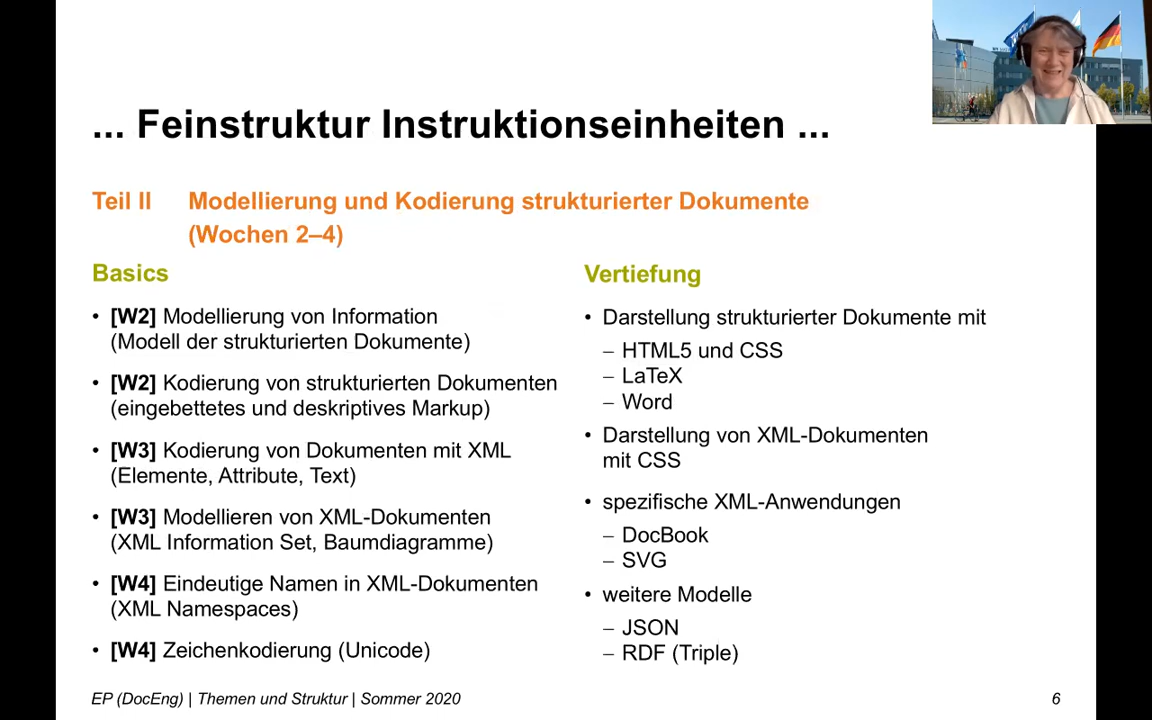 ... Feinstruktur Instruktionseinheiten ...
Teil II Modellierung und Kodierung strukturierter Dokumente
(Wochen 2–4)
Basics
• [W2] Modellierung von Information
(Modell der strukturierten Dokumente)
• [W2] Kodierung von strukturierten Dokumenten
(eingebettetes und deskriptives Markup)
• [W3] Kodierung von Dokumenten mit XML
(Elemente, Attribute, Text)
• [W3] Modellieren von XML-Dokumenten
(XML Information Set, Baumdiagramme)
• [W4] Eindeutige Namen in XML-Dokumenten
(XML Namespaces)
• [W4] Zeichenkodierung (Unicode)
Vertiefung
• Darstellung strukturierter Dokumente mit
– HTML5 und CSS
– LaTeX
– Word
• Darstellung von XML-Dokumenten
mit CSS
• spezifische XML-Anwendungen
– DocBook
– SVG
• weitere Modelle
– JSON
– RDF (Triple)
EP (DocEng) | Themen und Struktur | Sommer 2020
6